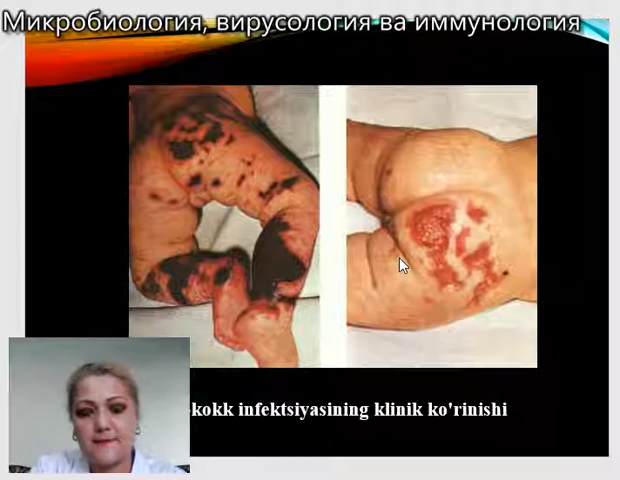 Микробиология, вирусология ва иммунология
kokk infektsiyasining klinik ko'rinishi